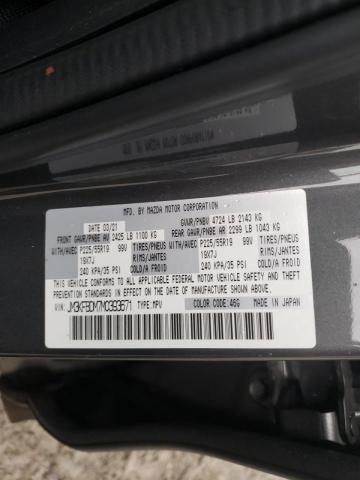 MFD. BY MAZDA MOTOR CORPORATION
DATE 03/21 GVWR/PNBV 4724 LB 2143 KG
FRONT GAWR/PNBE AV 2425 LB 1100 KG REAR GAWR/PNBE AR 2299 LB 1043 KG
WITH/AVEC P225/55R19 99V TIRES/PNEUS WITH/AVEC P225/55R19 99V TIRES/PNEUS
19X7J RIMS/JANTES 19X7J RIMS/JANTES
240 KPA/35 PSI COLD/A FROID 240 KPA/35 PSI COLD/A FROID
THIS VEHICLE CONFORMS TO ALL APPLICABLE FEDERAL MOTOR VEHICLE
SAFETY, BUMPER, AND THEFT PREVENTION STANDARDS IN EFFECT ON
THE DATE OF MANUFACTURE SHOWN ABOVE.
VIN: TYPE: MPV COLOR CODE: 46G MADE IN JAPAN